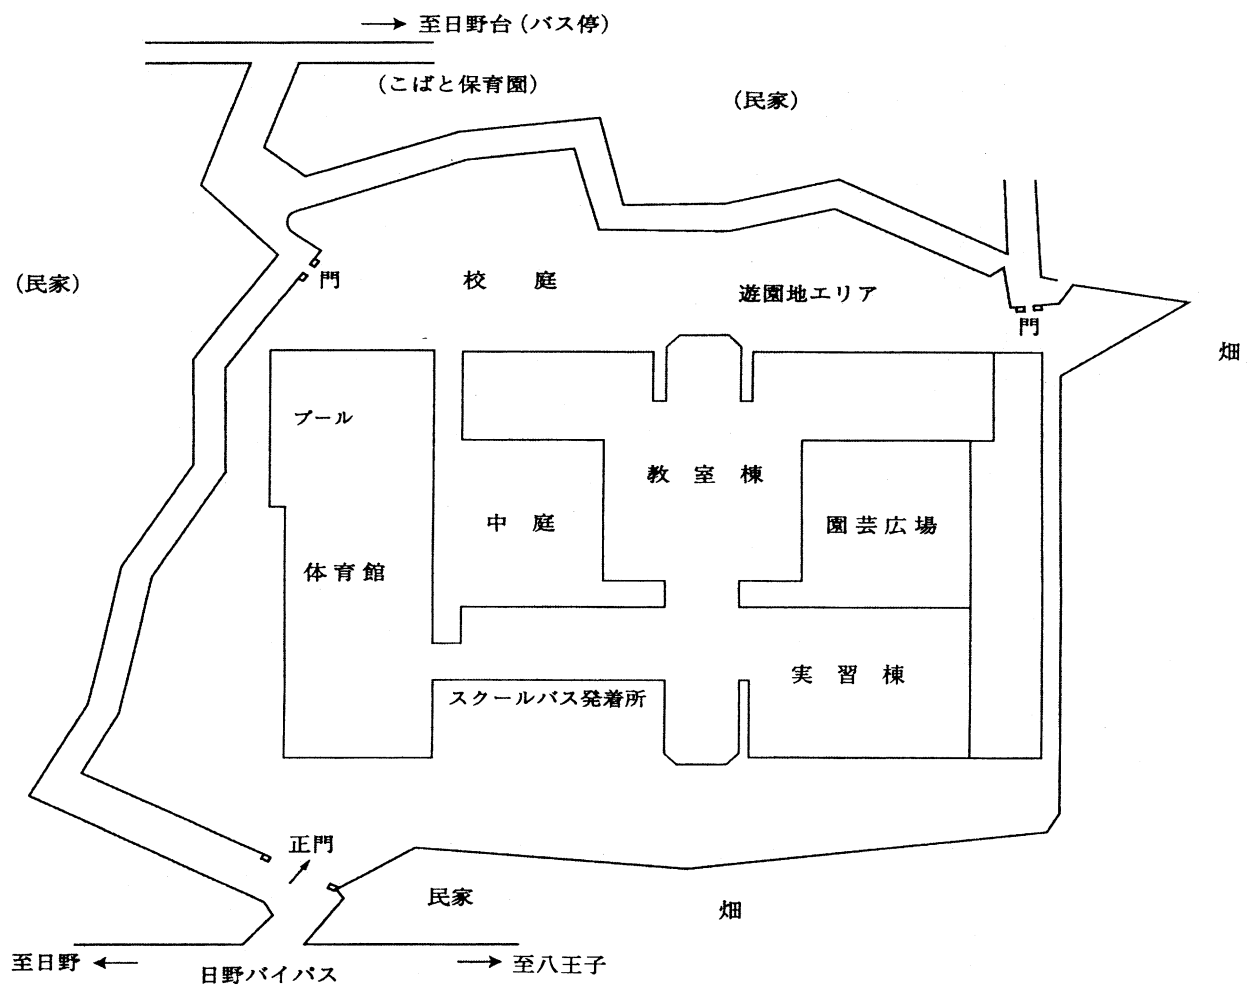 至日野台(バス停)
(こばと保育園)
(民家)
(民家)
門
校庭
遊園地エリア
門
畑
プール
教室棟
中庭
園芸広場
体育館
実習棟
スクールバス発着所
正門
民家
畑
至日野
日野バイパス
至八王子